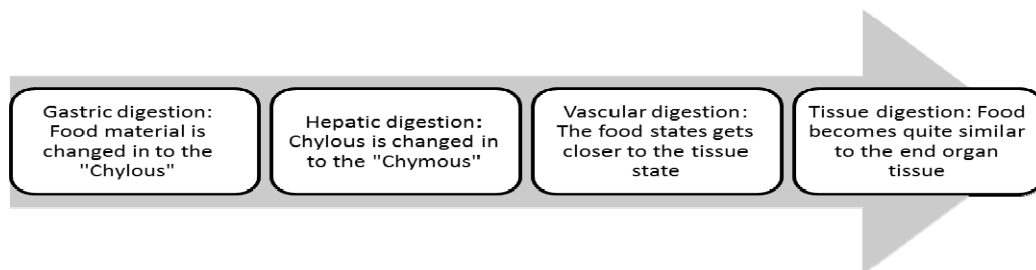 Gastric digestion:
Food material is
changed in to the
"Chylous"
Hepatic digestion:
Chylous is changed in
to the "Chymous"
Vascular digestion:
The food states gets
closer to the tissue
state
Tissue digestion: Food
becomes quite similar
to the end organ
tissue